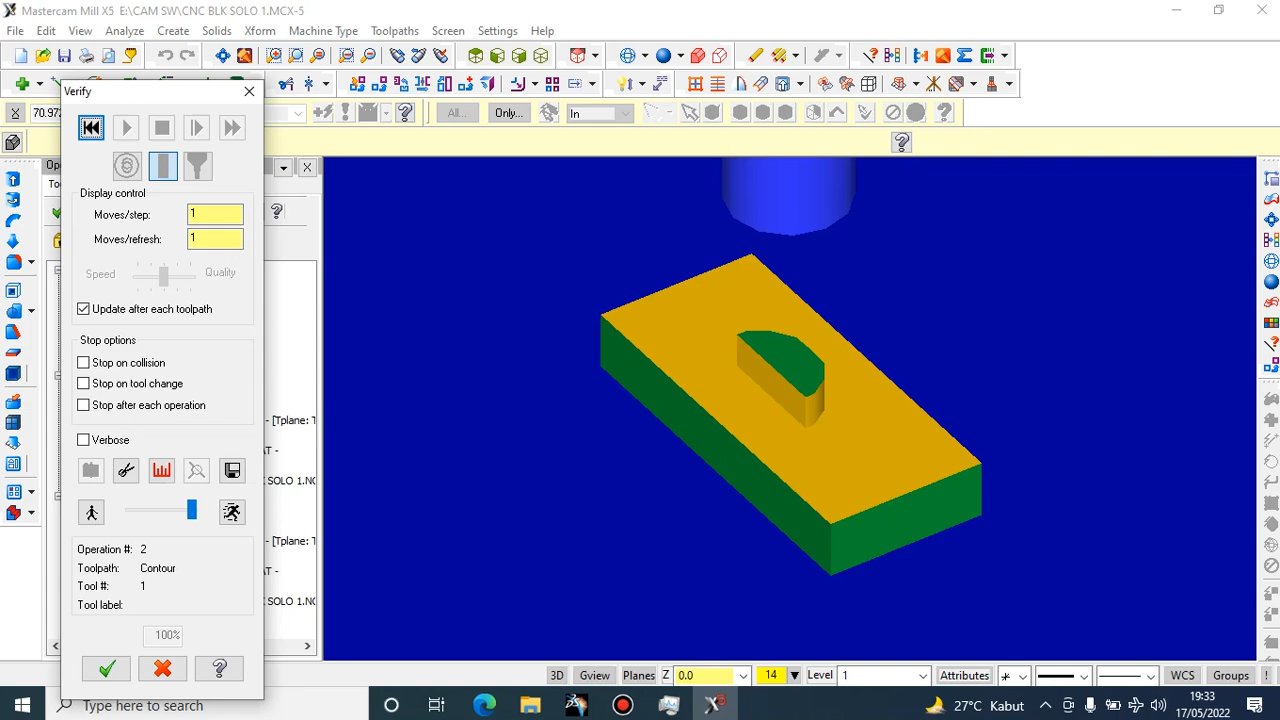 Mastercam Mill X5 E:\CAM SW\CNC BLK SOLO 1.MCX-5
File Edit View Analyze Create Solids Xform Machine Type Toolpaths Screen Settings Help
Verify
70.972
All... Only... In
Display control
Moves/step: 1
Moves/refresh: 1
Speed Quality
Update after each toolpath
Stop options
Stop on collision
Stop on tool change
Stop after each operation
- [Tplane: T
AT -
SOLO 1.NC
Verbose
Operation #: 2
Toolpath: Contour
Tool #: 1
Tool label:
- [Tplane: T
AT -
SOLO 1.NC
100%
3D Gview Planes Z 0.0 14 Level 1 Attributes WCS Groups !
Type here to search
27°C Kabut
19:33
17/05/2022